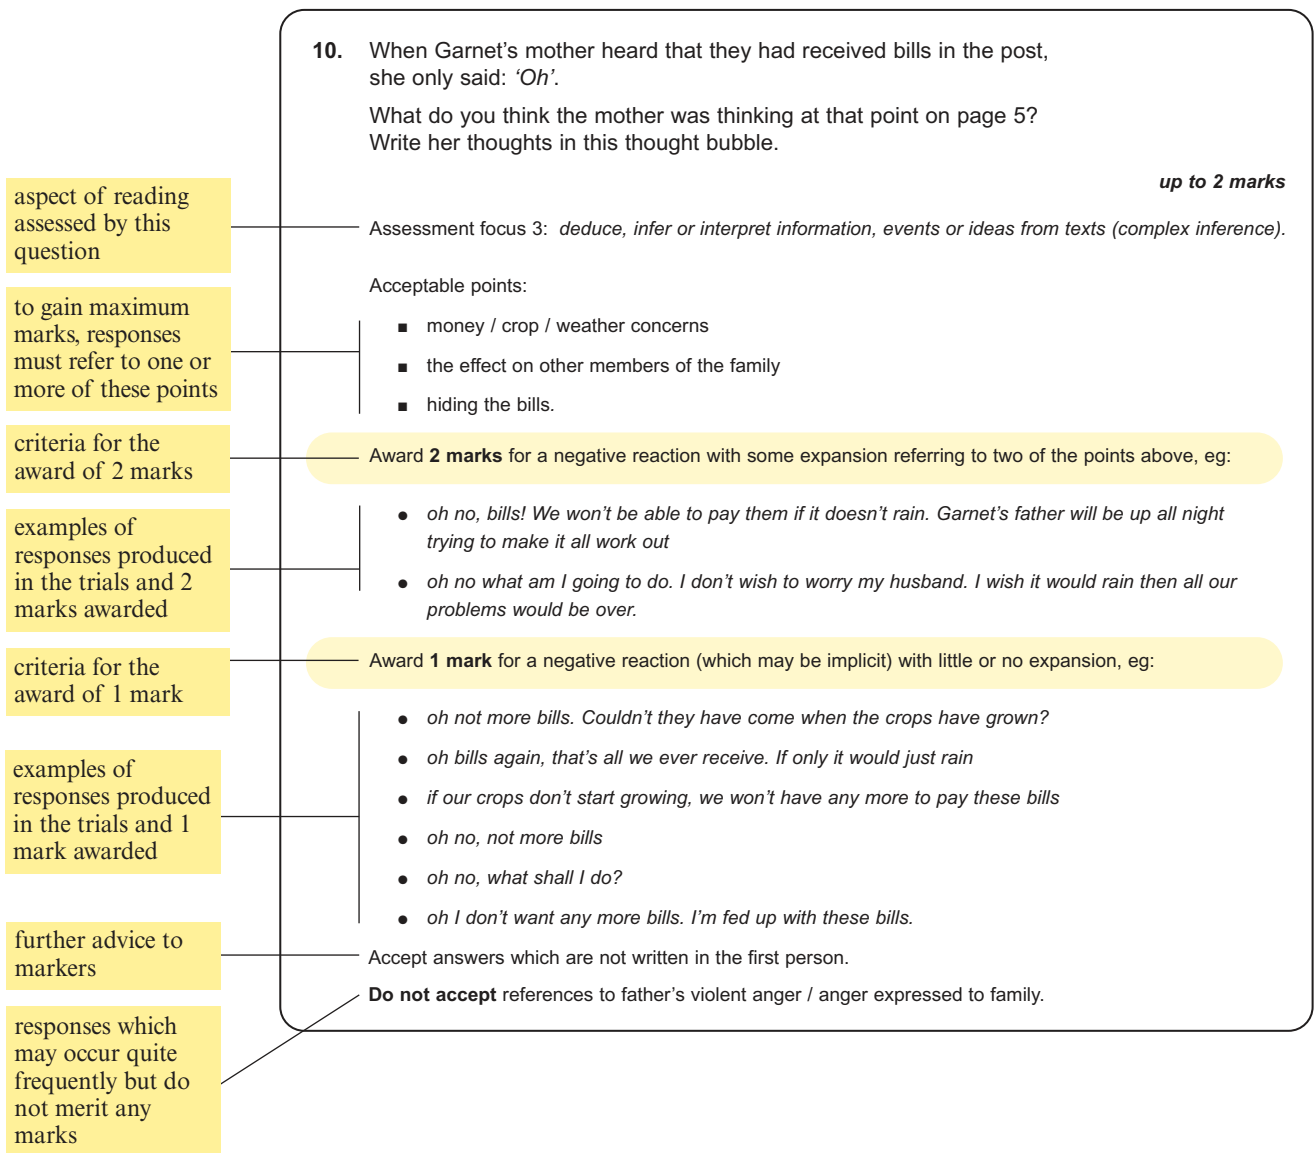 10. When Garnet's mother heard that they had received bills in the post,
she only said: 'Oh'.
What do you think the mother was thinking at that point on page 5?
Write her thoughts in this thought bubble.
up to 2 marks
aspect of reading
assessed by this
question
Assessment focus 3: deduce, infer or interpret information, events or ideas from texts (complex inference).
Acceptable points:
to gain maximum
marks, responses
must refer to one or
more of these points
■ money / crop / weather concerns
■ the effect on other members of the family
■ hiding the bills.
criteria for the
award of 2 marks
Award 2 marks for a negative reaction with some expansion referring to two of the points above, eg:
examples of
responses produced
in the trials and 2
marks awarded
● oh no, bills! We won't be able to pay them if it doesn't rain. Garnet's father will be up all night
trying to make it all work out
● oh no what am I going to do. I don't wish to worry my husband. I wish it would rain then all our
problems would be over.
criteria for the
award of 1 mark
Award 1 mark for a negative reaction (which may be implicit) with little or no expansion, eg:
examples of
responses produced
in the trials and 1
mark awarded
● oh not more bills. Couldn't they have come when the crops have grown?
● oh bills again, that's all we ever receive. If only it would just rain
● if our crops don't start growing, we won't have any more to pay these bills
● oh no, not more bills
● oh no, what shall I do?
● oh I don't want any more bills. I'm fed up with these bills.
further advice to
markers
Accept answers which are not written in the first person.
Do not accept references to father's violent anger / anger expressed to family.
responses which
may occur quite
frequently but do
not merit any
marks